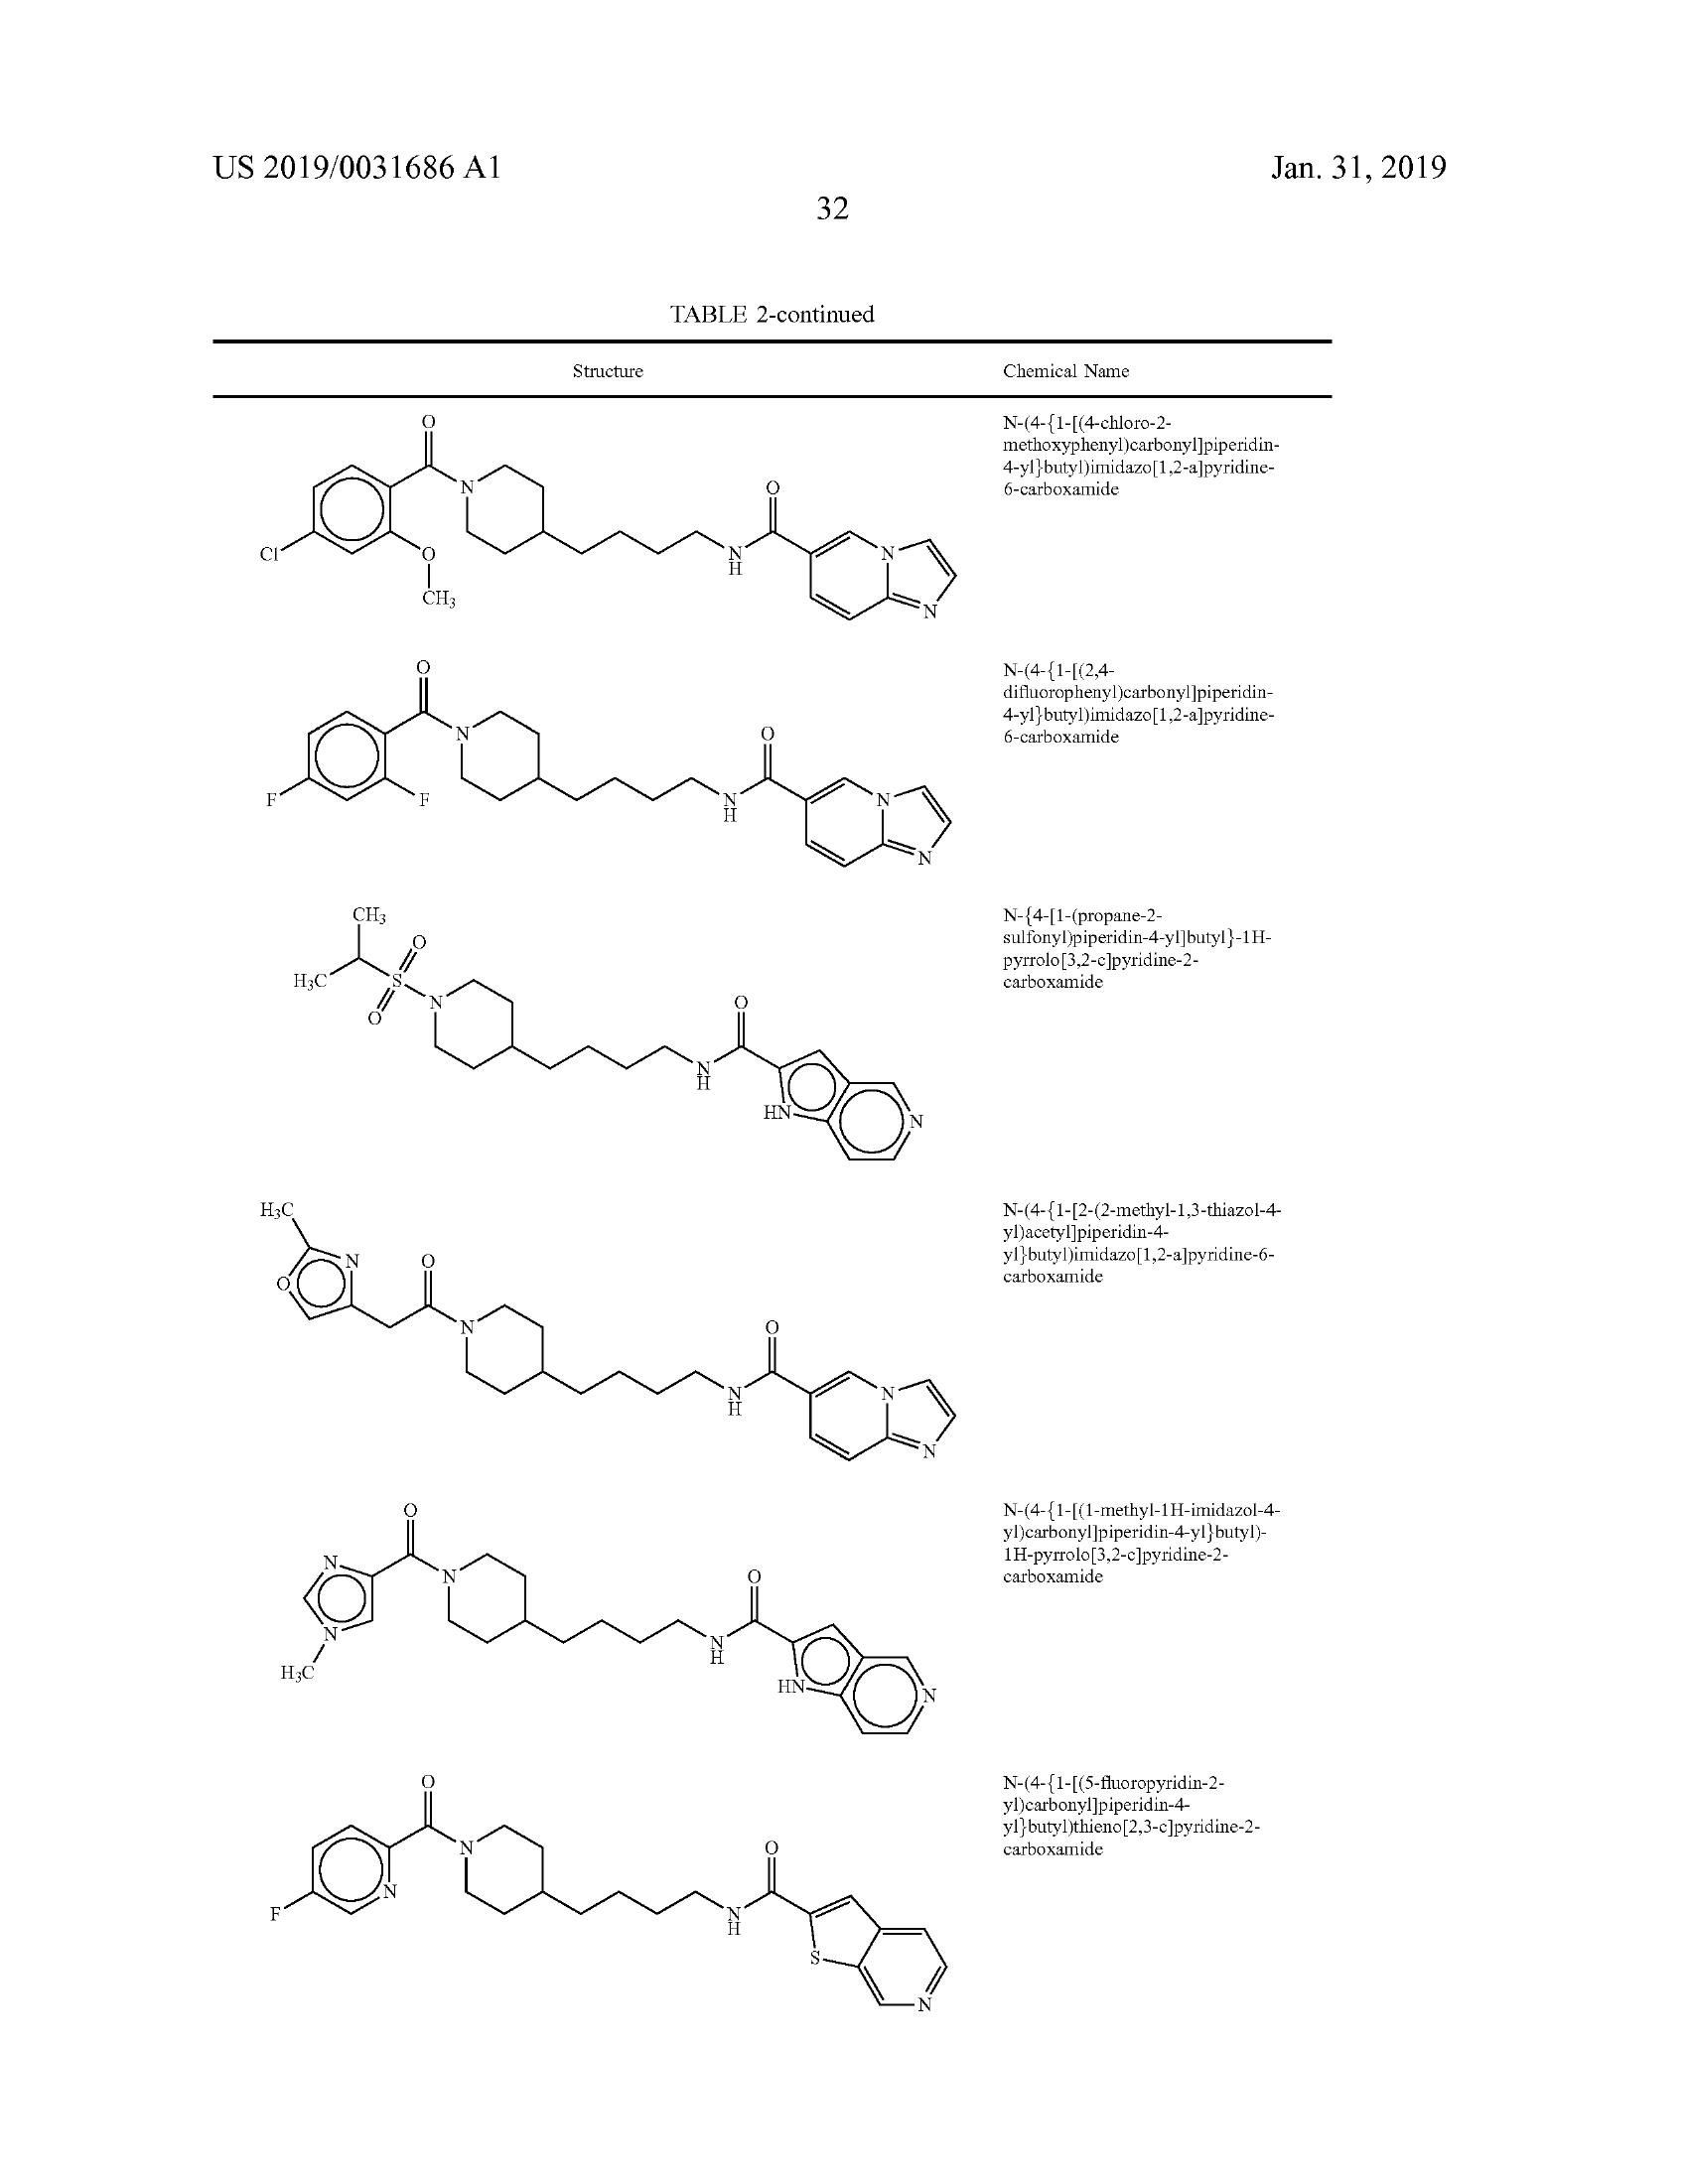 US 2019/0031686 A1
Jan. 31, 2019
32
TABLE 2-continued
Structure
Chemical Name
O
N
O
Cl
O
N
H
N
CH3
N
N-(4-{1-[(4-chloro-2-
methoxyphenyl)carbonyl]piperidin-
4-yl}butyl)imidazo[1,2-a]pyridine-
6-carboxamide
O
N
O
F
F
N
H
N
N
N-(4-{1-[(2,4-
difluorophenyl)carbonyl]piperidin-
4-yl}butyl)imidazo[1,2-a]pyridine-
6-carboxamide
CH3
O
H3C
S
N
O
O
N
H
HN
N
N-{4-[1-(propane-2-
sulfonyl)piperidin-4-yl]butyl}-1H-
pyrrolo[3,2-c]pyridine-2-
carboxamide
H3C
N
O
O
N
O
N
H
N
N
N-(4-{1-[2-(2-methyl-1,3-thiazol-4-
yl)acetyl]piperidin-4-
yl}butyl)imidazo[1,2-a]pyridine-6-
carboxamide
O
N
N
O
N
N
H
H3C
HN
N
N-(4-{1-[(1-methyl-1H-imidazol-4-
yl)carbonyl]piperidin-4-yl}butyl)-
1H-pyrrolo[3,2-c]pyridine-2-
carboxamide
O
N
O
N
F
N
H
S
N
N-(4-{1-[(5-fluoropyridin-2-
yl)carbonyl]piperidin-4-
yl}butyl)thieno[2,3-c]pyridine-2-
carboxamide